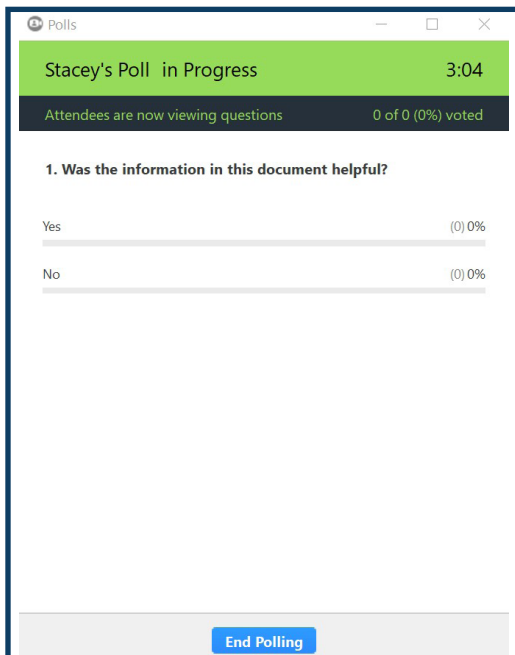 Polls
Stacey's Poll in Progress 3:04
Attendees are now viewing questions 0 of 0 (0%) voted
1. Was the information in this document helpful?
Yes (0) 0%
No (0) 0%
End Polling